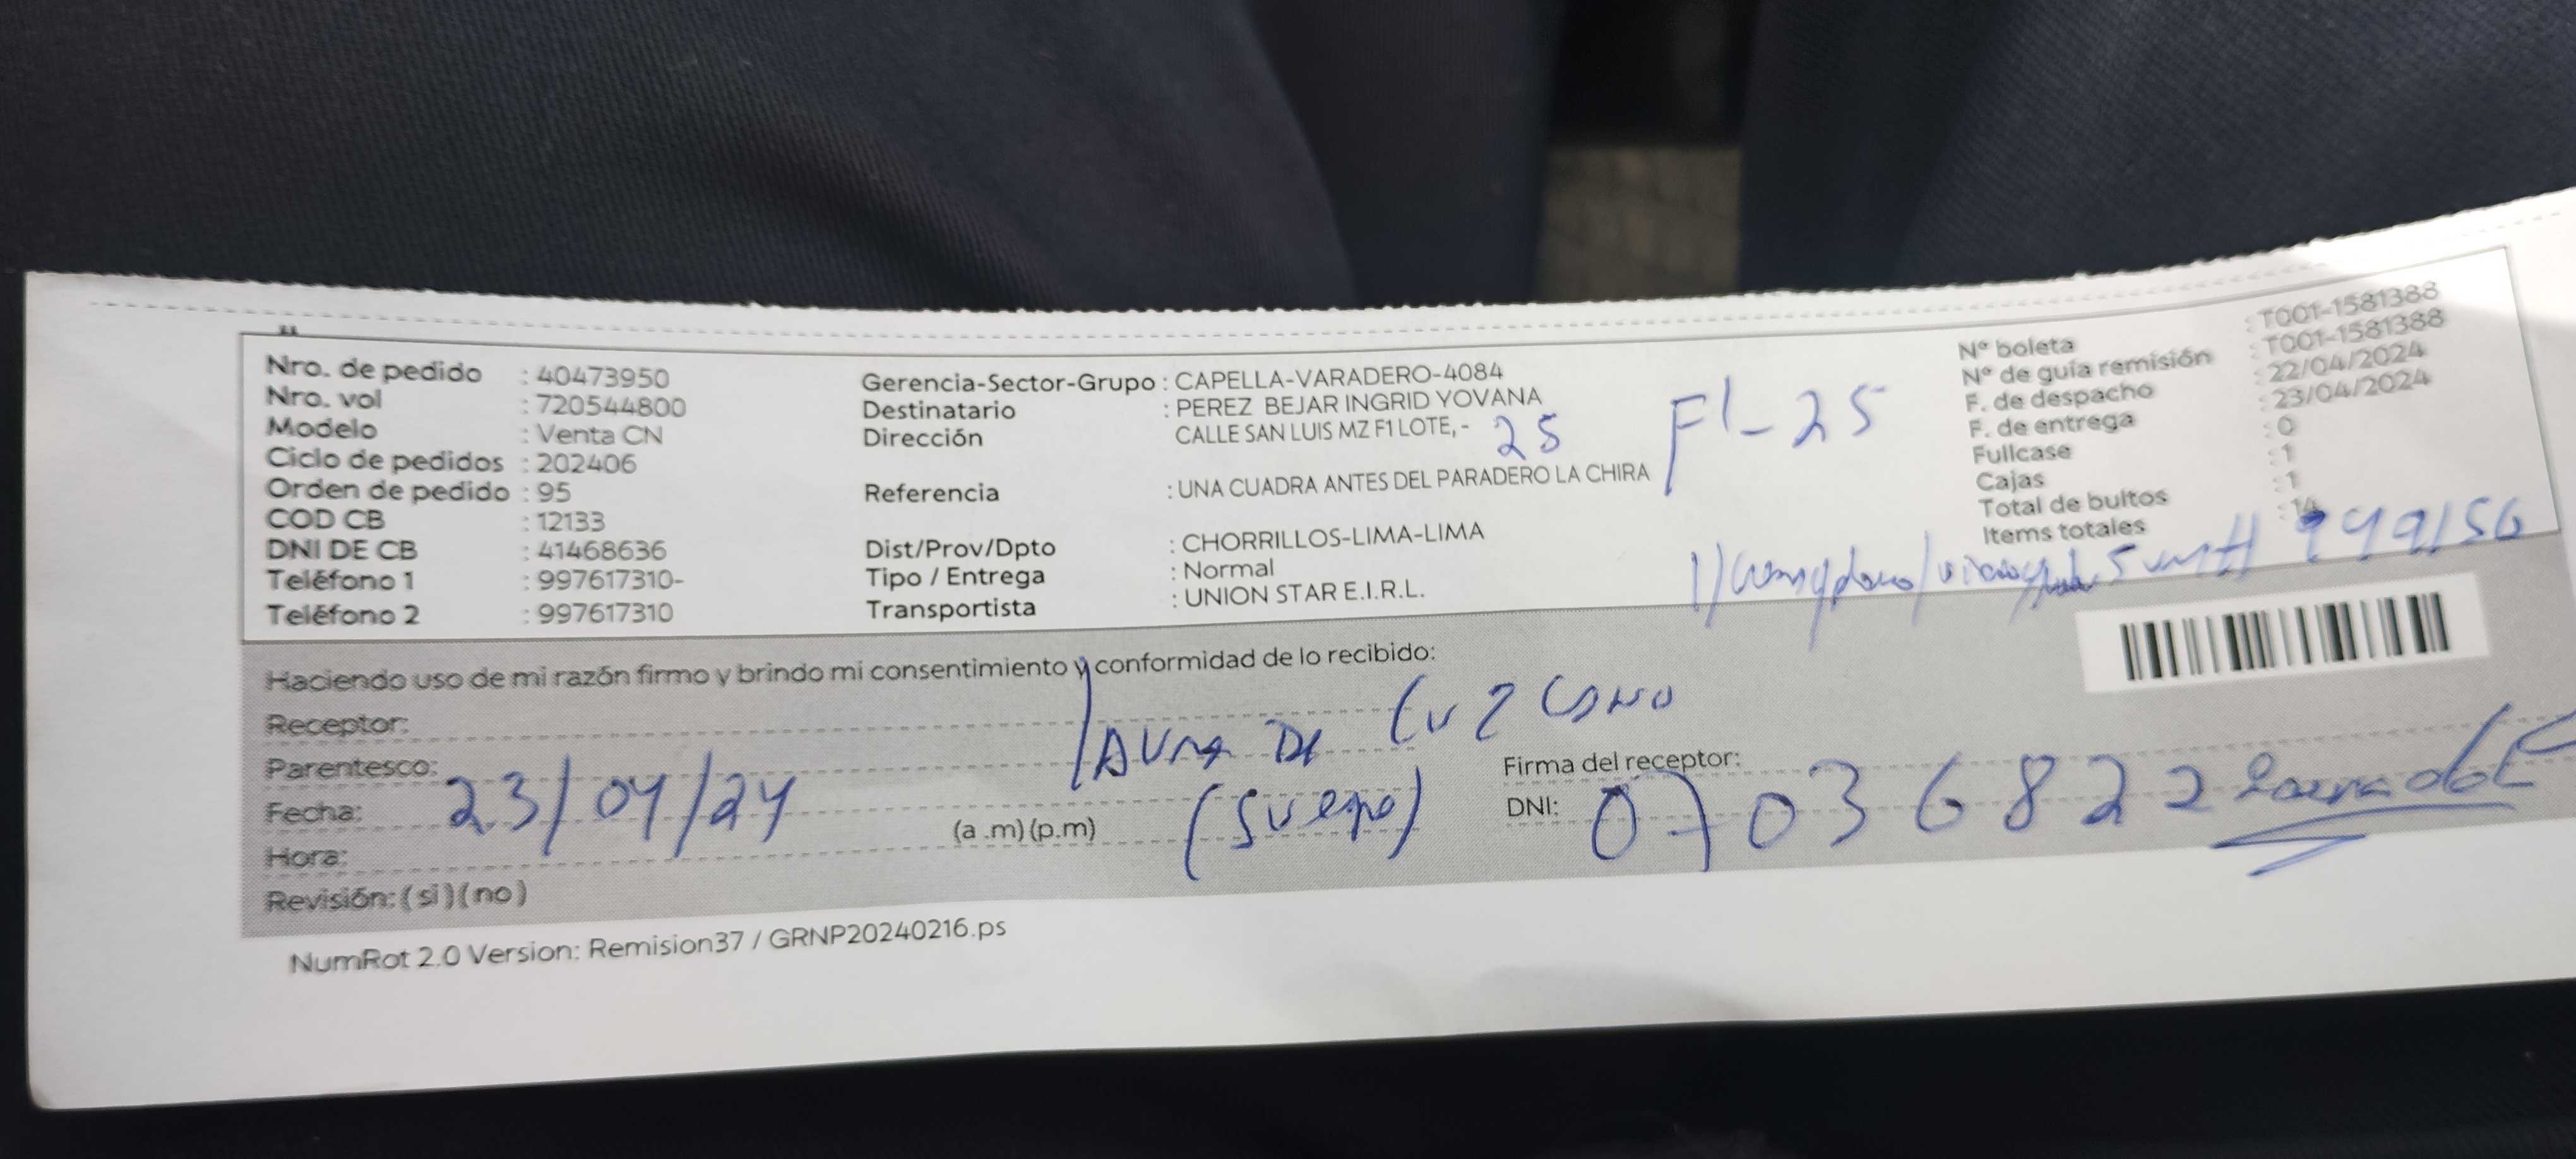 Nro. de pedido : 40473950
Nro. vol : 720544800
Modelo : Venta CN
Ciclo de pedidos : 202406
Orden de pedido : 95
COD CB : 12133
DNI DE CB : 41468636
Teléfono 1 : 997617310-
Teléfono 2 : 997617310
Gerencia-Sector-Grupo : CAPELLA-VARADERO-4084
Destinatario : PEREZ BEJAR INGRID YOVANA
Dirección CALLE SAN LUIS MZ F1 LOTE, - 25
F1-25
Referencia : UNA CUADRA ANTES DEL PARADERO LA CHIRA
Dist/Prov/Dpto : CHORRILLOS-LIMA-LIMA
Tipo / Entrega : Normal
Transportista : UNION STAR E.I.R.L.
Nº boleta : T001-1581388
Nº de guía remisión : T001-1581388
F. de despacho : 22/04/2024
F. de entrega : 23/04/2024
Fullcase : 0
Cajas : 1
Total de bultos : 1
Items totales : 14
Haciendo uso de mi razón firmo y brindo mi consentimiento y conformidad de lo recibido:
Receptor:
LAURA DE CUZCANO
Parentesco:
(SUEGRA)
Fecha: 23/04/24
Hora: (a .m) (p.m)
Revisión: ( si ) ( no )
Firma del receptor:
DNI: 07036822
NumRot 2.0 Version: Remision37 / GRNP20240216.ps